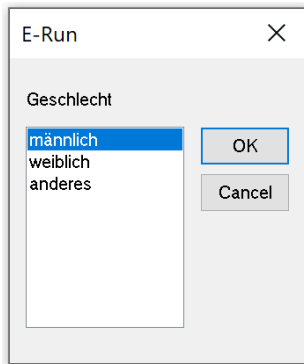 E-Run
Geschlecht
männlich
weiblich
anderes
OK
Cancel